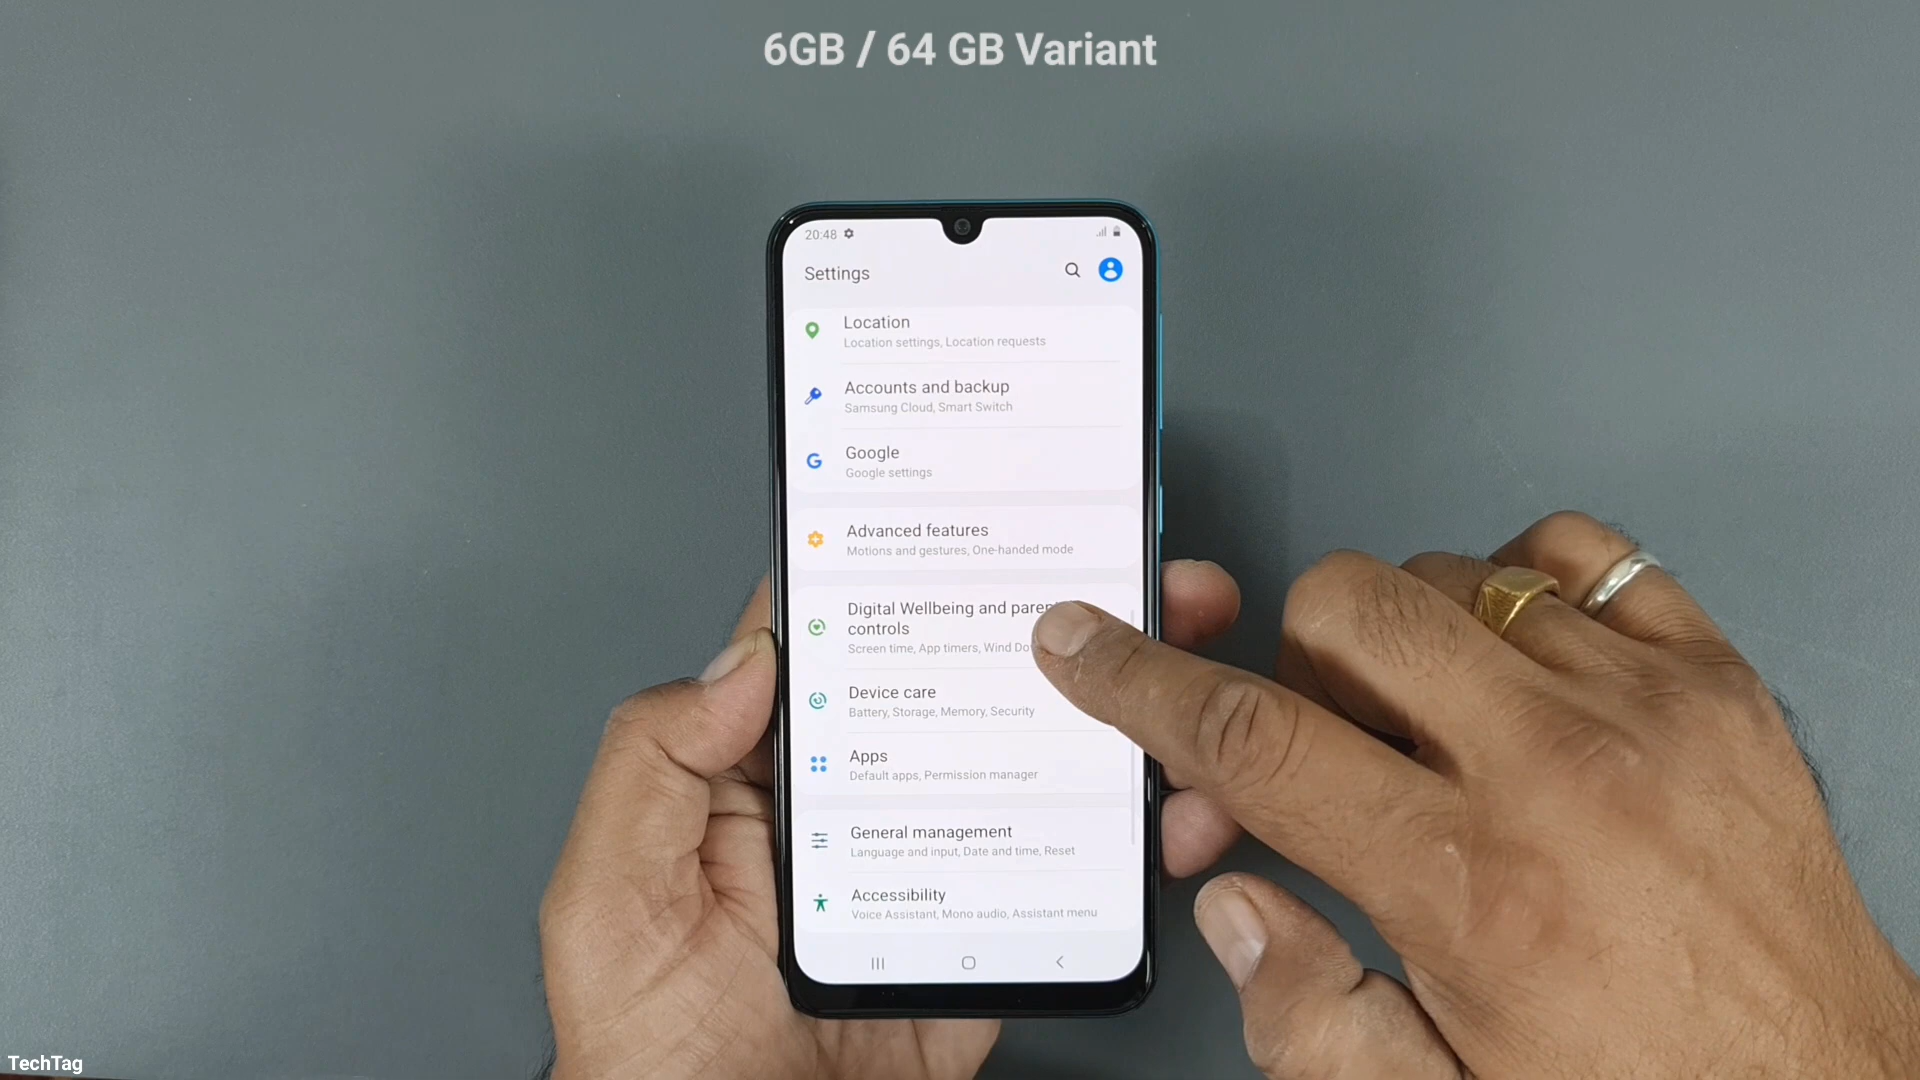 6GB / 64 GB Variant
20:48
Settings
Location
Location settings, Location requests
Accounts and backup
Samsung Cloud, Smart Switch
Google
Google settings
Advanced features
Motions and gestures, One-handed mode
Digital Wellbeing and
controls
Screen time, App timers, Wind
Device care
Battery, Storage, Memory, Security
Apps
Default apps, Permission manager
General management
Language and input, Date and time, Reset
Accessibility
Voice Assistant, Mono audio, Assistant menu
TechTag